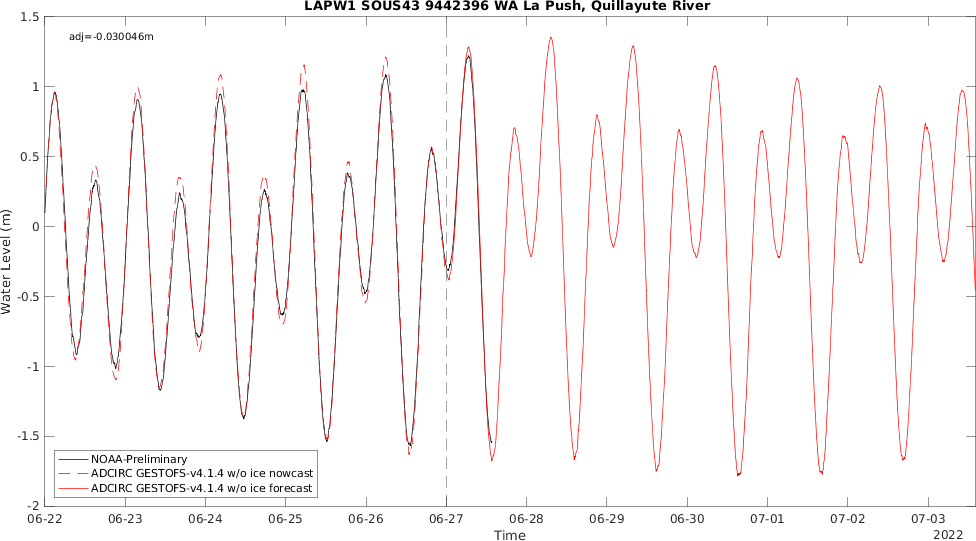 LAPW1 SOUS43 9442396 WA La Push, Quillayute River
adj=-0.030046m
1.5
1
0.5
0
-0.5
-1
-1.5
-2
Water Level (m)
NOAA-Preliminary
ADCIRC GESTOFS-v4.1.4 w/o ice nowcast
ADCIRC GESTOFS-v4.1.4 w/o ice forecast
06-22 06-23 06-24 06-25 06-26 06-27 06-28 06-29 06-30 07-01 07-02 07-03
Time
2022